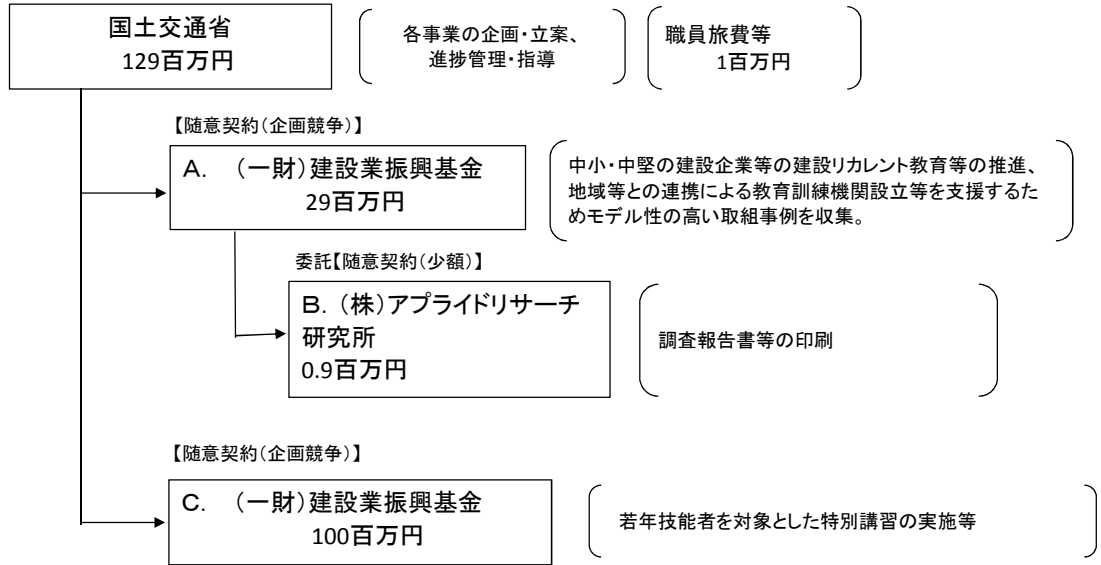 国土交通省
129百万円
各事業の企画・立案、
進捗管理・指導
職員旅費等
1百万円
【随意契約(企画競争)】
A. (一財)建設業振興基金
29百万円
中小・中堅の建設企業等の建設リカレント教育等の推進、
地域等との連携による教育訓練機関設立等を支援するた
めモデル性の高い取組事例を収集。
委託【随意契約(少額)】
B. (株)アプライドリサーチ
研究所
0.9百万円
調査報告書等の印刷
【随意契約(企画競争)】
C. (一財)建設業振興基金
100百万円
若年技能者を対象とした特別講習の実施等